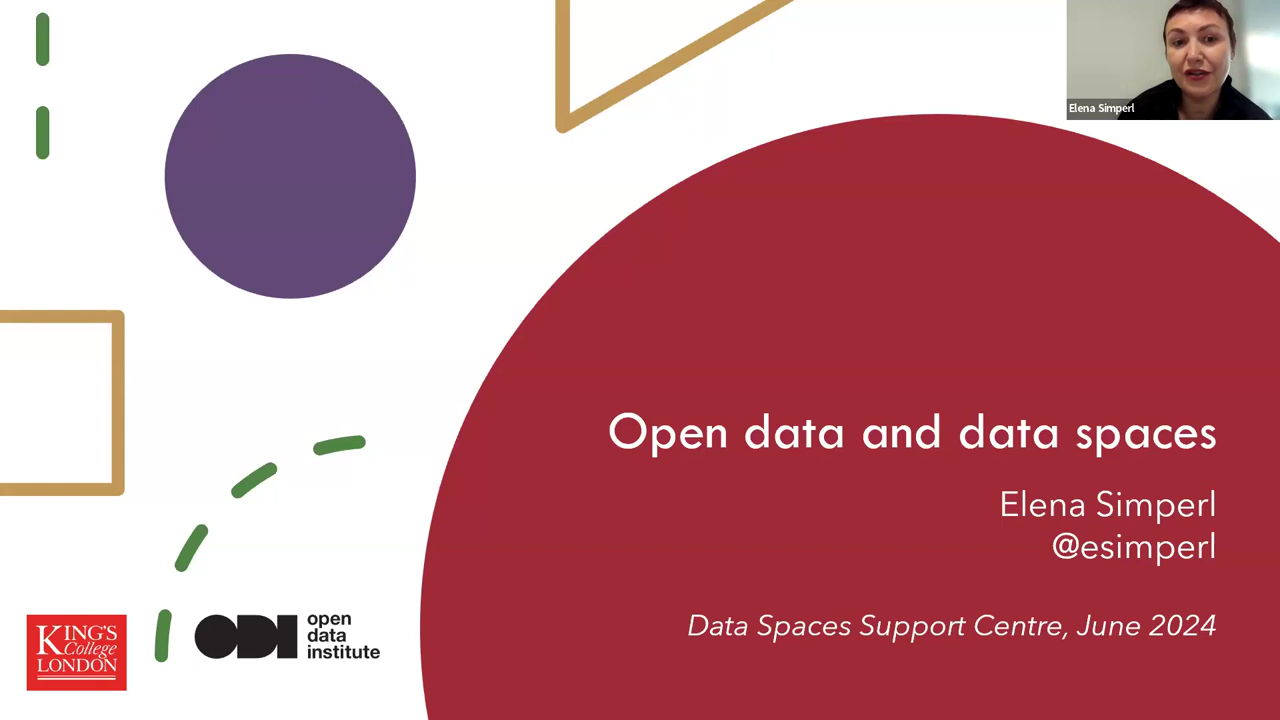 Elena Simperl
Open data and data spaces
Elena Simperl
@esimperl
Data Spaces Support Centre, June 2024
KING'S
College
LONDON
ODI
open
data
institute